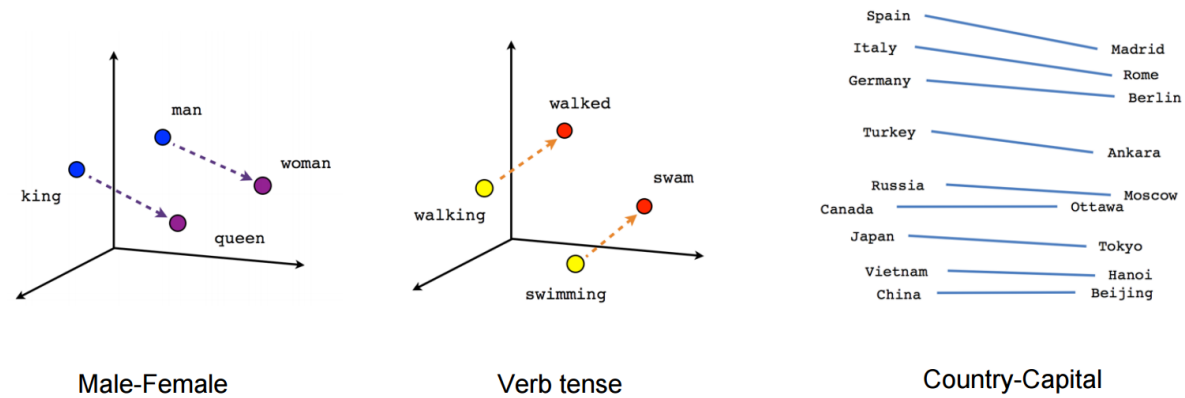 man
woman
king
queen
Male-Female
walked
swam
walking
swimming
Verb tense
Spain
Madrid
Italy
Rome
Germany
Berlin
Turkey
Ankara
Russia
Moscow
Canada
Ottawa
Japan
Tokyo
Vietnam
Hanoi
China
Beijing
Country-Capital